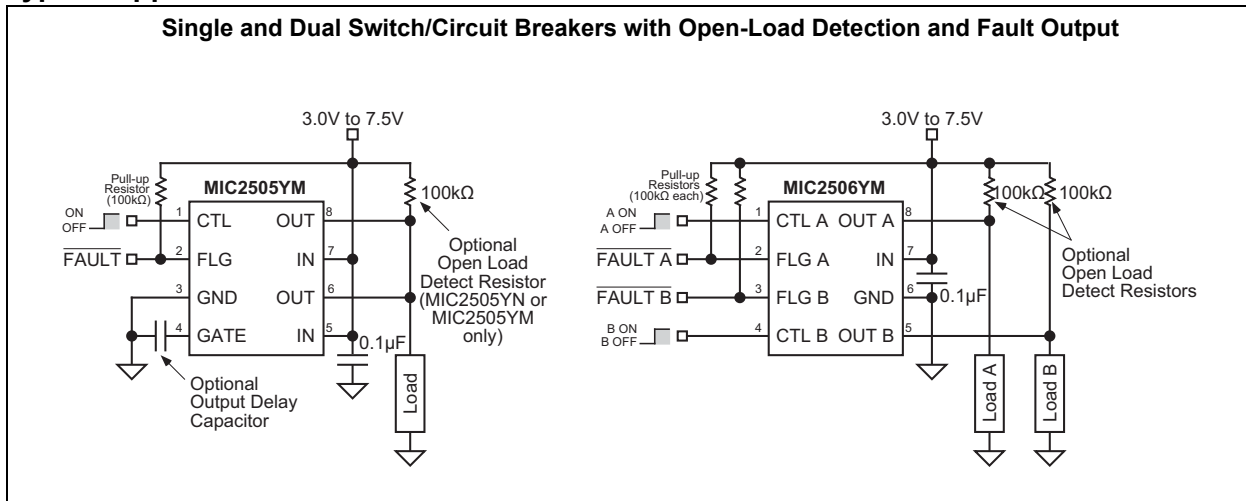 Single and Dual Switch/Circuit Breakers with Open-Load Detection and Fault Output
3.0V to 7.5V
Pull-up
Resistor
(100kΩ)
MIC2505YM
100kΩ
ON
OFF
1
CTL
OUT
8
FAULT
2
FLG
IN
7
3
GND
OUT
6
4
GATE
IN
5
0.1µF
Optional
Open Load
Detect Resistor
(MIC2505YN or
MIC2505YM
only)
Optional
Output Delay
Capacitor
Load
3.0V to 7.5V
Pull-up
Resistors
(100kΩ each)
MIC2506YM
100kΩ
100kΩ
A ON
A OFF
1
CTL A
OUT A
8
FAULT A
2
FLG A
IN
7
FAULT B
3
FLG B
GND
6
0.1µF
B ON
B OFF
4
CTL B
OUT B
5
Optional
Open Load
Detect Resistors
Load A
Load B